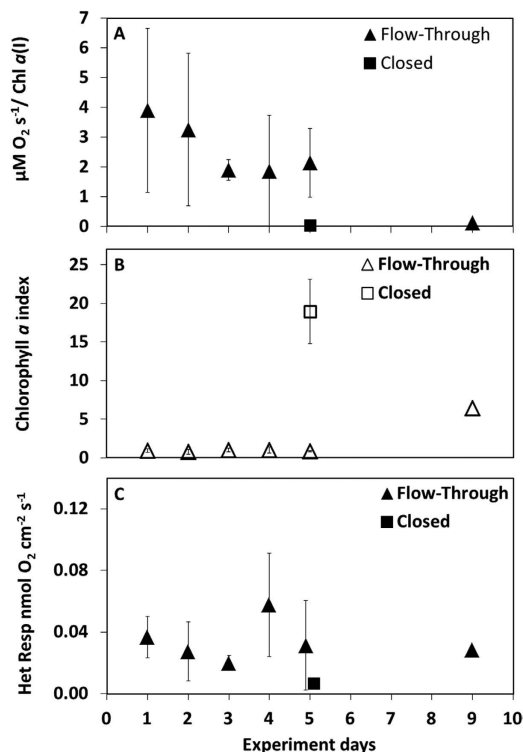 A
▲ Flow-Through
■ Closed
µM O₂ s⁻¹/ Chl a(I)
7
6
5
4
3
2
1
0
B
△ Flow-Through
□ Closed
Chlorophyll a index
25
20
15
10
5
0
C
▲ Flow-Through
■ Closed
Het Resp nmol O₂ cm⁻² s⁻¹
0.12
0.08
0.04
0.00
0 1 2 3 4 5 6 7 8 9 10
Experiment days